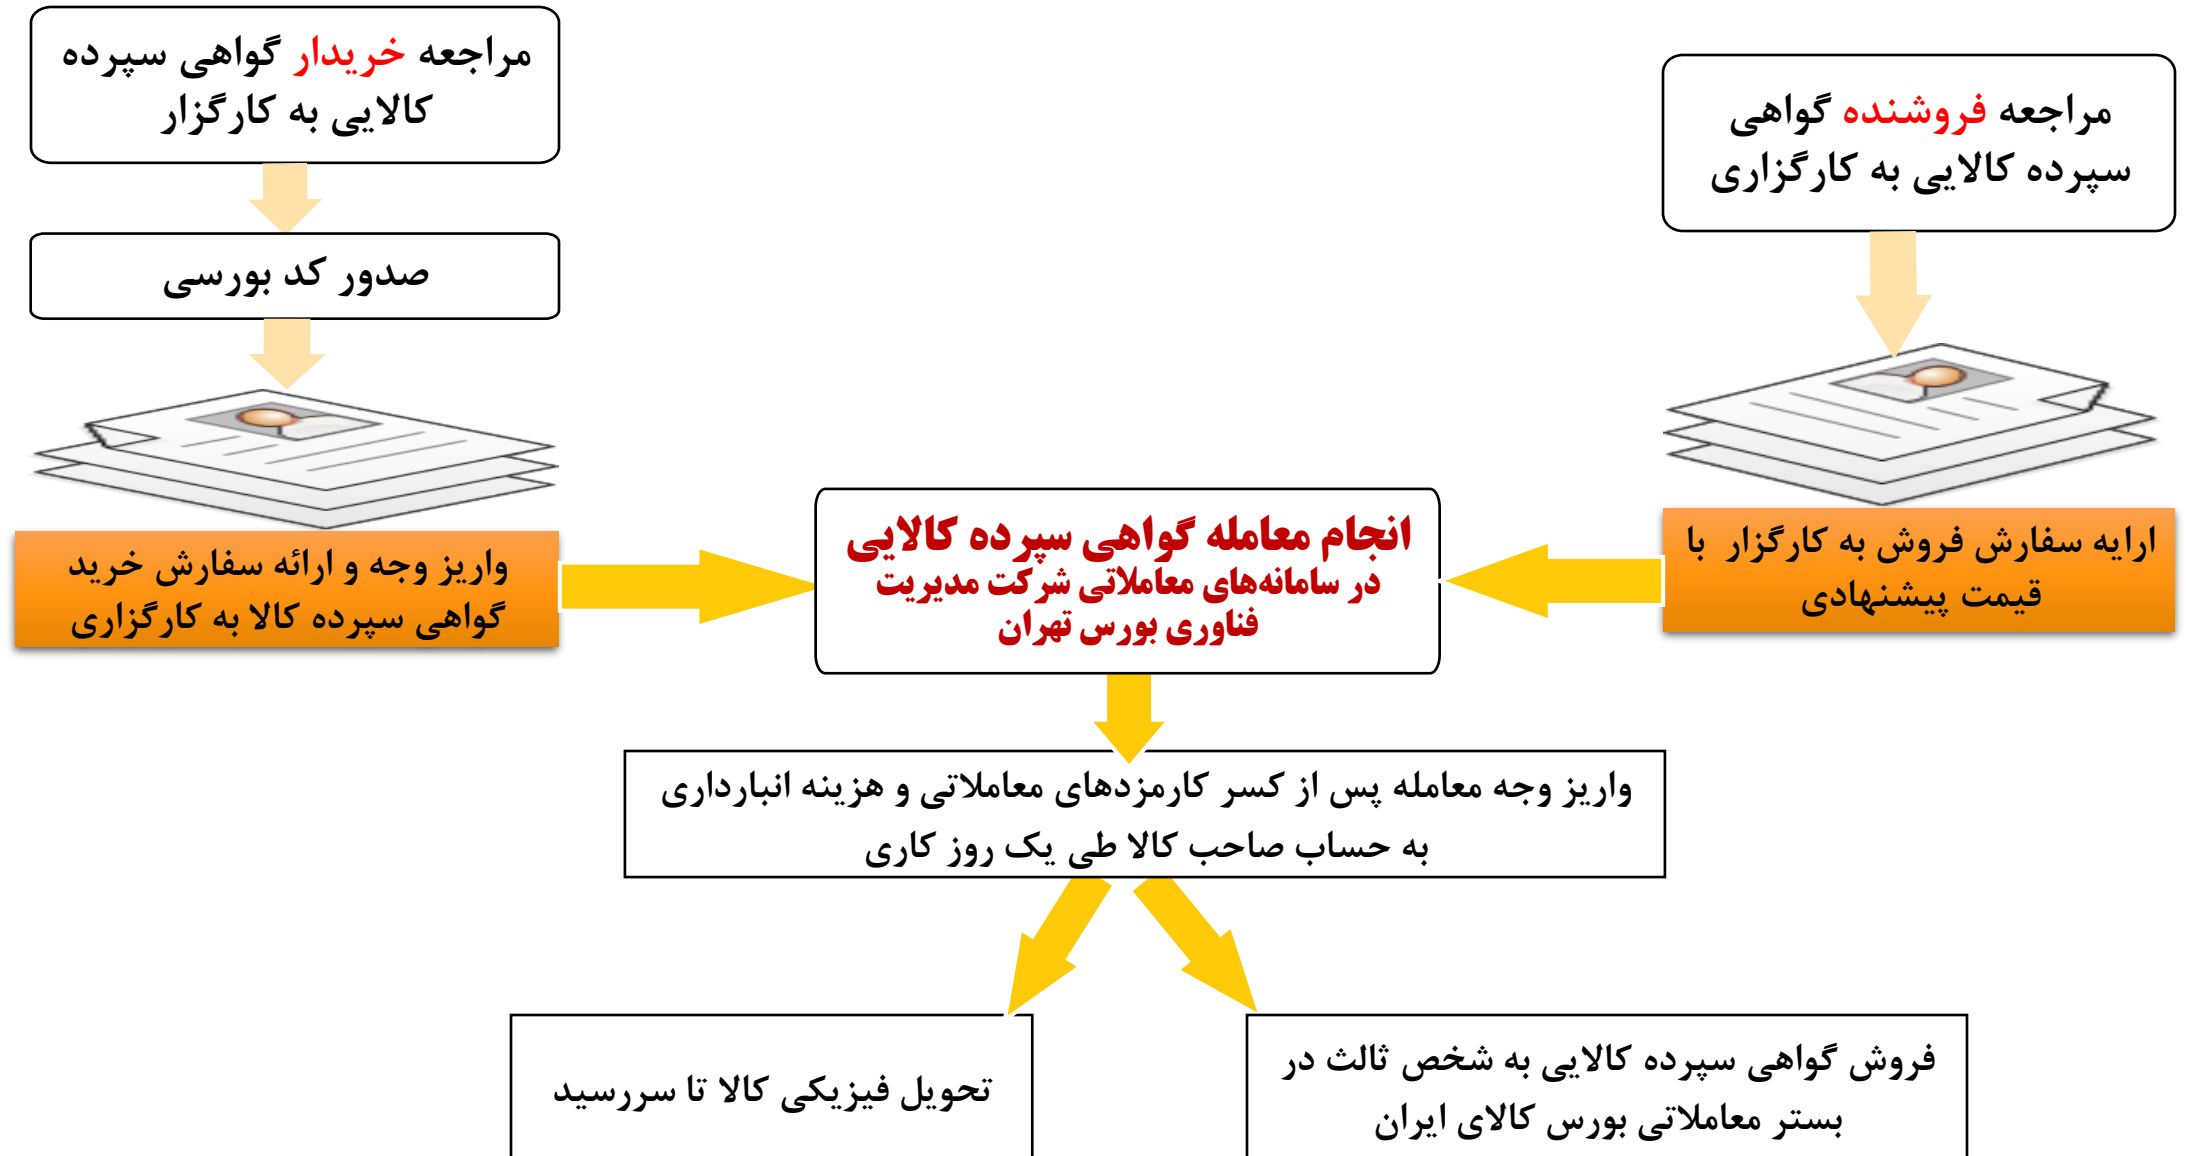 مراجعه خریدار گواهی سپرده
کالایی به کارگزار
صدور کد بورسی
واریز وجه و ارائه سفارش خرید
گواهی سپرده کالا به کارگزاری
مراجعه فروشنده گواهی
سپرده کالایی به کارگزاری
ارایه سفارش فروش به کارگزار با
قیمت پیشنهادی
انجام معامله گواهی سپرده کالایی
در سامانه‌های معاملاتی شرکت مدیریت
فناوری بورس تهران
واریز وجه معامله پس از کسر کارمزدهای معاملاتی و هزینه انبارداری
به حساب صاحب کالا طی یک روز کاری
فروش گواهی سپرده کالایی به شخص ثالث در
بستر معاملاتی بورس کالای ایران
تحویل فیزیکی کالا تا سررسید